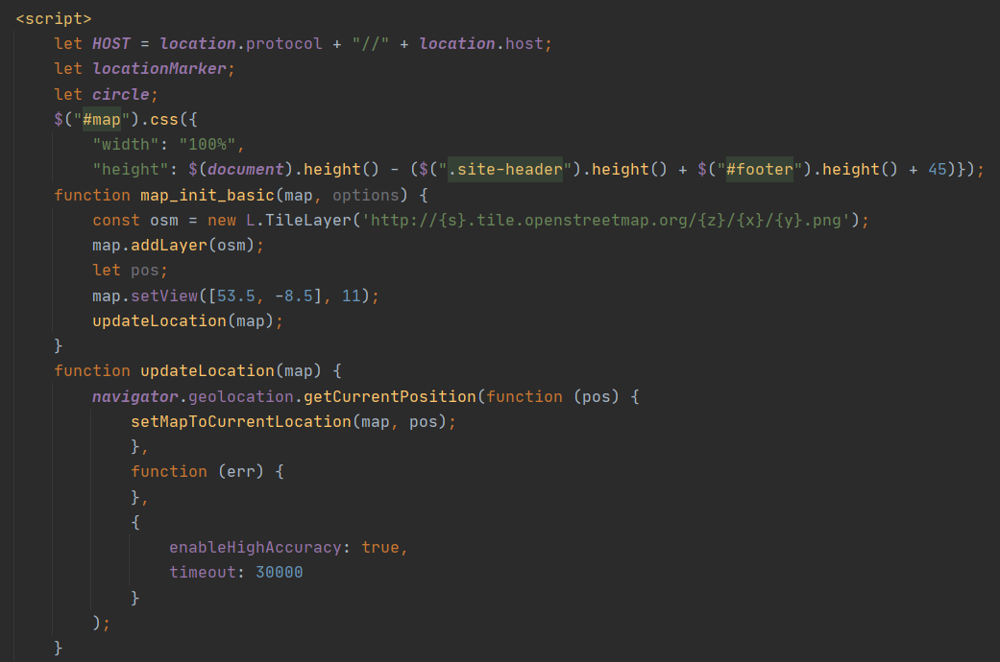 <script>
let HOST = location.protocol + "//" + location.host;
let locationMarker;
let circle;
$("#map").css({
"width": "100%",
"height": $(document).height() - ($(".site-header").height() + $("#footer").height() + 45)});
function map_init_basic(map, options) {
const osm = new L.TileLayer('http://{s}.tile.openstreetmap.org/{z}/{x}/{y}.png');
map.addLayer(osm);
let pos;
map.setView([53.5, -8.5], 11);
updateLocation(map);
}
function updateLocation(map) {
navigator.geolocation.getCurrentPosition(function (pos) {
setMapToCurrentLocation(map, pos);
},
function (err) {
},
{
enableHighAccuracy: true,
timeout: 30000
}
);
}